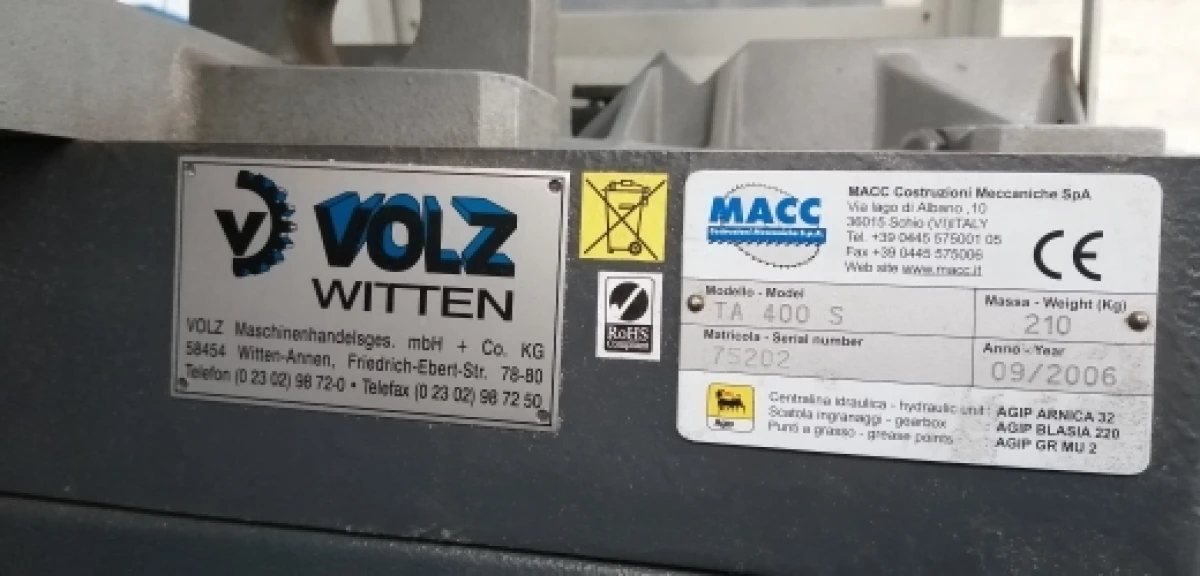 V VOLZ
WITTEN
VOLZ Maschinenhandelsges. mbH + Co. KG
58454 Witten-Annen, Friedrich-Ebert-Str. 78-80
Telefon (0 23 02) 98 72-0 • Telefax (0 23 02) 98 72 50
RoHS
compliant
MACC
Costruzioni Meccaniche S.p.A.
MACC Costruzioni Meccaniche SpA
Via lago di Albano ,10
36015 Schio (VI)ITALY
Tel. +39 0445 575001 05
Fax +39 0445 575006
Web site www.macc.it
CE
Modello - Model
TA 400 S
Massa - Weight (Kg)
210
Matricola - Serial number
75202
Anno - Year
09/2006
Agip
Centralina idraulica - hydraulic unit : AGIP ARNICA 32
Scatola ingranaggi - gearbox : AGIP BLASIA 220
Punti a grasso - grease points : AGIP GR MU 2